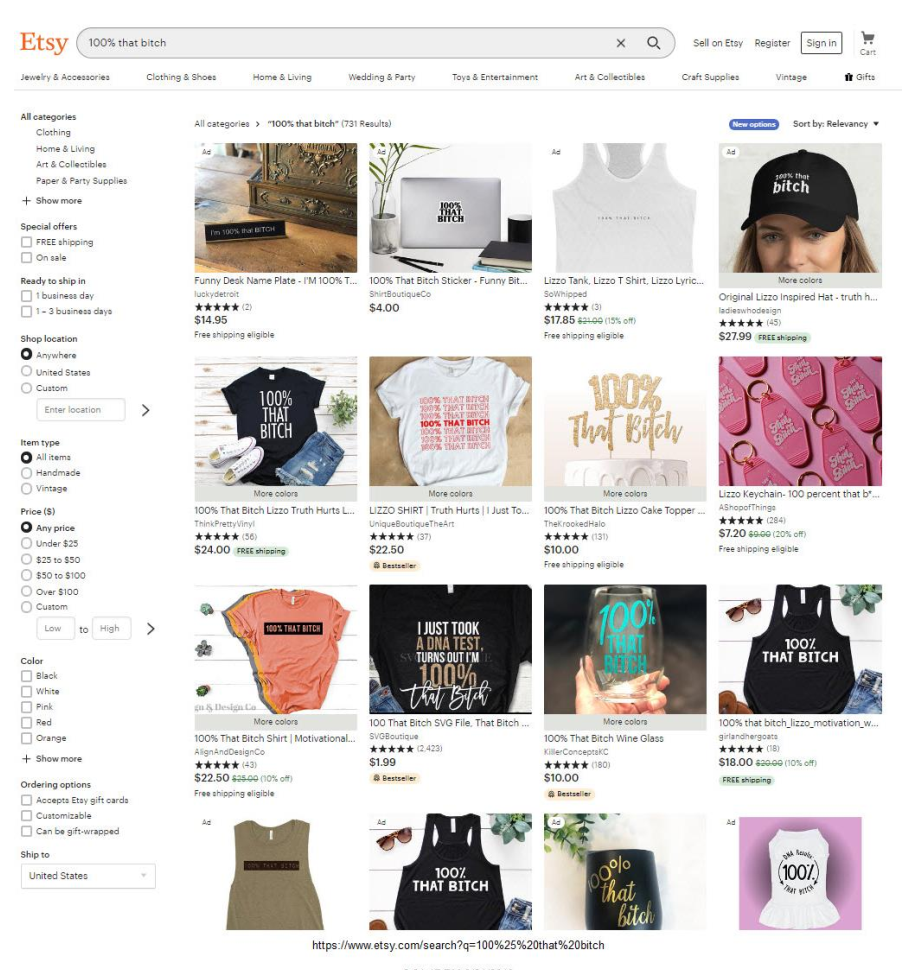 Etsy
100% that bitch
Sell on Etsy Register Sign in
Cart
Jewelry & Accessories Clothing & Shoes Home & Living Wedding & Party Toys & Entertainment Art & Collectibles Craft Supplies Vintage Gifts
All categories
Clothing
Home & Living
Art & Collectibles
Paper & Party Supplies
+ Show more
Special offers
FREE shipping
On sale
Ready to ship in
1 business day
1 – 3 business days
Shop location
Anywhere
United States
Custom
Enter location
Item type
All items
Handmade
Vintage
Price ($)
Any price
Under $25
$25 to $50
$50 to $100
Over $100
Custom
Low to High
Color
Black
White
Pink
Red
Orange
+ Show more
Ordering options
Accepts Etsy gift cards
Customizable
Can be gift-wrapped
Ship to
United States
All categories > "100% that bitch" (731 Results)
New options Sort by: Relevancy
Ad
I'm 100% that BITCH
Funny Desk Name Plate - I'M 100% T...
luckydetroit
(2)
$14.95
Free shipping eligible
Ad
100%
THAT
BITCH
100% That Bitch Sticker - Funny Bit...
ShirtBoutiqueCo
$4.00
Ad
100% THAT BITCH
Lizzo Tank, Lizzo T Shirt, Lizzo Lyric...
SoWhipped
(3)
$17.85 $21.00 (15% off)
Free shipping eligible
Ad
100% that
bitch
More colors
Original Lizzo Inspired Hat - truth h...
ladieswhodesign
(45)
$27.99 FREE shipping
100%
THAT
BITCH
More colors
100% That Bitch Lizzo Truth Hurts L...
ThinkPrettyVinyl
(56)
$24.00 FREE shipping
100% THAT BITCH
100% THAT BITCH
100% THAT BITCH
100% THAT BITCH
100% THAT BITCH
100% THAT BITCH
100% THAT BITCH
More colors
LIZZO SHIRT | Truth Hurts | I Just To...
UniqueBoutiqueTheArt
(37)
$22.50
Bestseller
100%
That Bitch
More colors
100% That Bitch Lizzo Cake Topper ...
TheKrookedHalo
(131)
$10.00
Free shipping eligible
That
Bitch
Lizzo Keychain- 100 percent that b*...
AShopofThings
(284)
$7.20 $9.00 (20% off)
Free shipping eligible
100% THAT BITCH
gn & Design Co
More colors
100% That Bitch Shirt | Motivational...
AlignAndDesignCo
(43)
$22.50 $25.00 (10% off)
Free shipping eligible
I JUST TOOK
A DNA TEST,
TURNS OUT I'M
100%
That Bitch
100 That Bitch SVG File, That Bitch ...
SVGBoutique
(2,423)
$1.99
Bestseller
100%
THAT
BITCH
More colors
100% That Bitch Wine Glass
KillerConceptsKC
(180)
$10.00
Bestseller
100%
THAT BITCH
100% that bitch_lizzo_motivation_w...
girlandhergoats
(18)
$18.00 $20.00 (10% off)
FREE shipping
Ad
100% THAT BITCH
Ad
100%
THAT BITCH
Ad
100%
that
bitch
Ad
DNA Results
100%
THAT BITCH
https://www.etsy.com/search?q=100%25%20that%20bitch